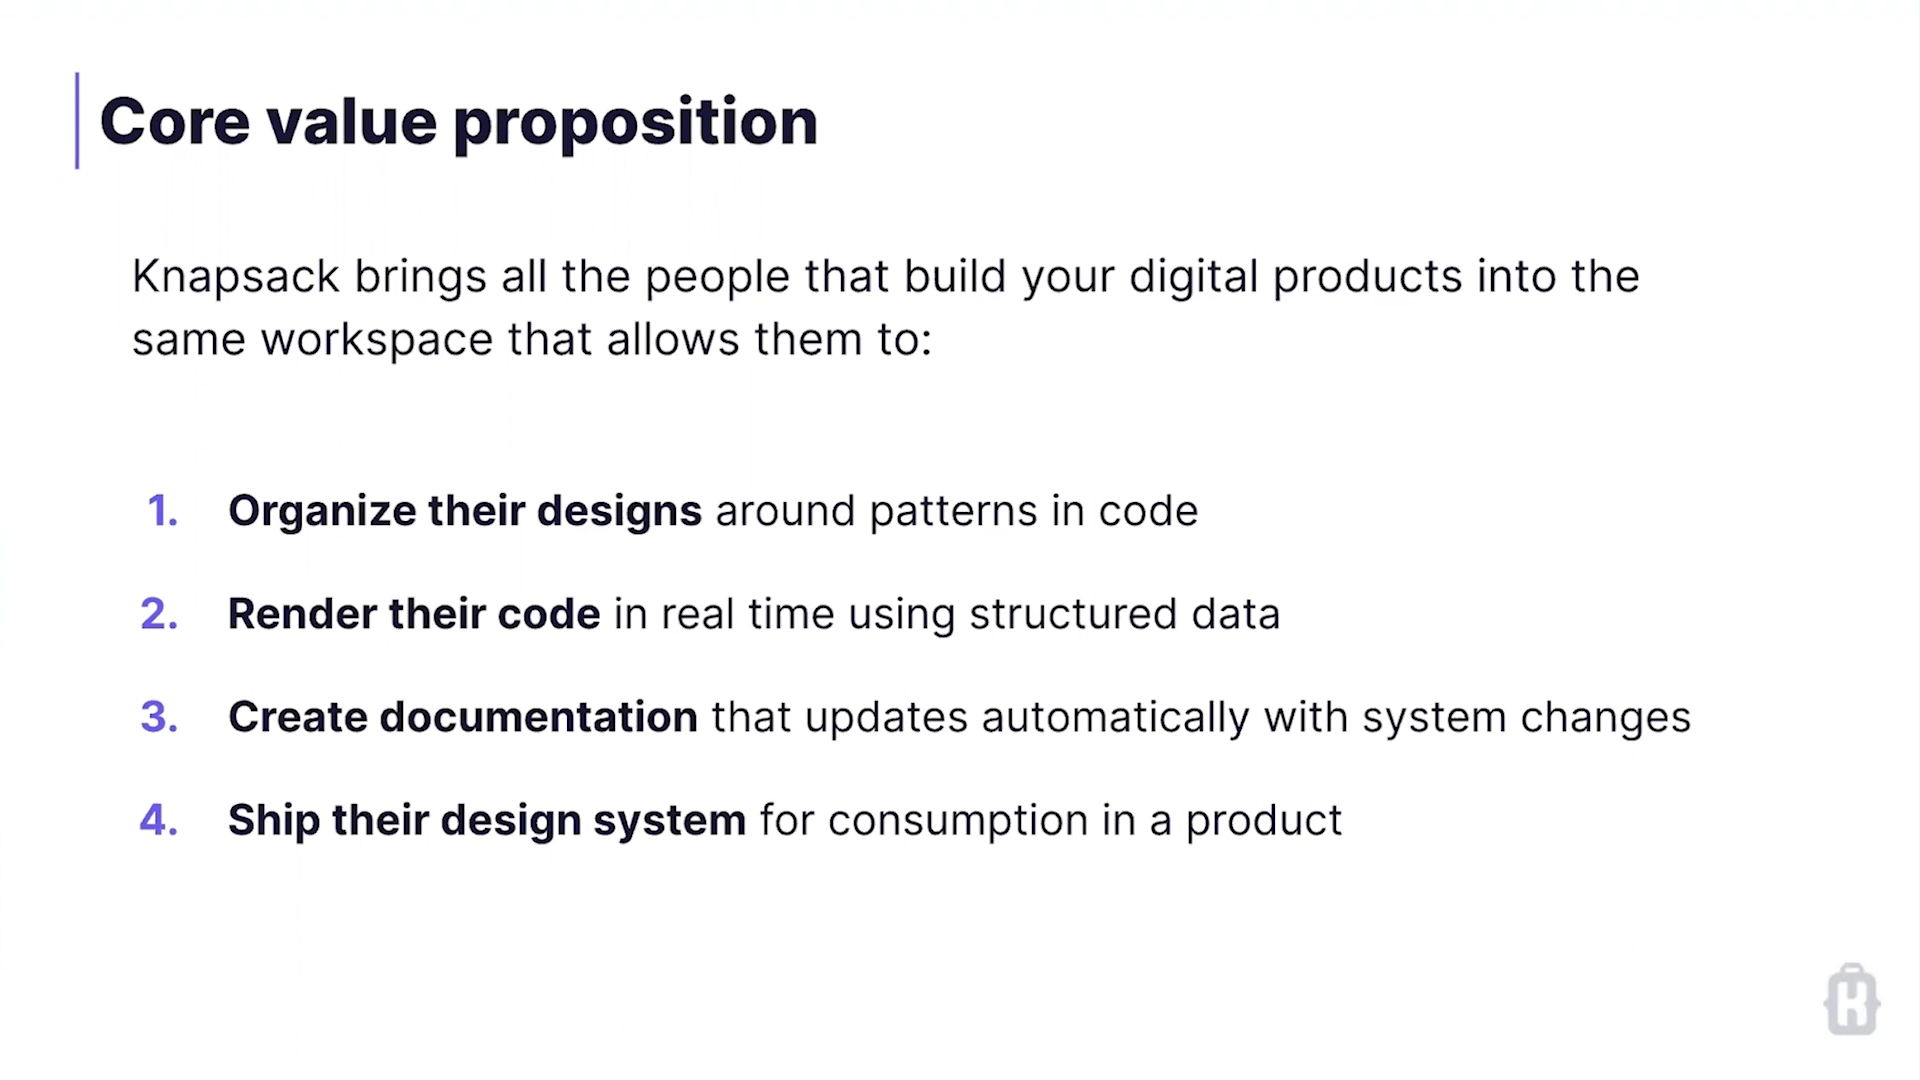 Core value proposition
Knapsack brings all the people that build your digital products into the
same workspace that allows them to:
1. Organize their designs around patterns in code
2. Render their code in real time using structured data
3. Create documentation that updates automatically with system changes
4. Ship their design system for consumption in a product
K